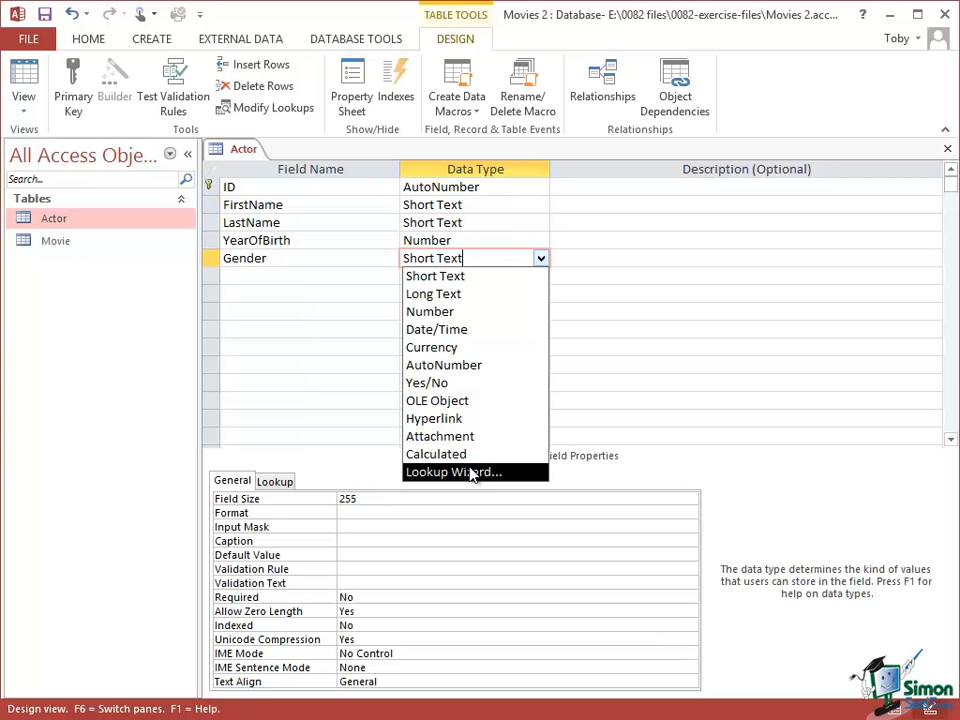 TABLE TOOLS
Movies 2 : Database- E:\0082 files\0082-exercise-files\Movies 2.acc...
?
FILE
HOME
CREATE
EXTERNAL DATA
DATABASE TOOLS
DESIGN
Toby
View
Primary Key
Builder
Test Validation Rules
Insert Rows
Delete Rows
Modify Lookups
Property Sheet
Indexes
Create Data Macros
Rename/ Delete Macro
Relationships
Object Dependencies
Views
Tools
Show/Hide
Field, Record & Table Events
Relationships
All Access Obje...
Search...
Tables
Actor
Movie
Actor
Field Name
Data Type
Description (Optional)
ID
AutoNumber
FirstName
Short Text
LastName
Short Text
YearOfBirth
Number
Gender
Short Text
Short Text
Long Text
Number
Date/Time
Currency
AutoNumber
Yes/No
OLE Object
Hyperlink
Attachment
Calculated
Lookup Wizard...
ield Properties
General
Lookup
Field Size
255
Format
Input Mask
Caption
Default Value
Validation Rule
Validation Text
Required
No
Allow Zero Length
Yes
Indexed
No
Unicode Compression
Yes
IME Mode
No Control
IME Sentence Mode
None
Text Align
General
The data type determines the kind of values
that users can store in the field. Press F1 for
help on data types.
Design view. F6 = Switch panes. F1 = Help.
Simon